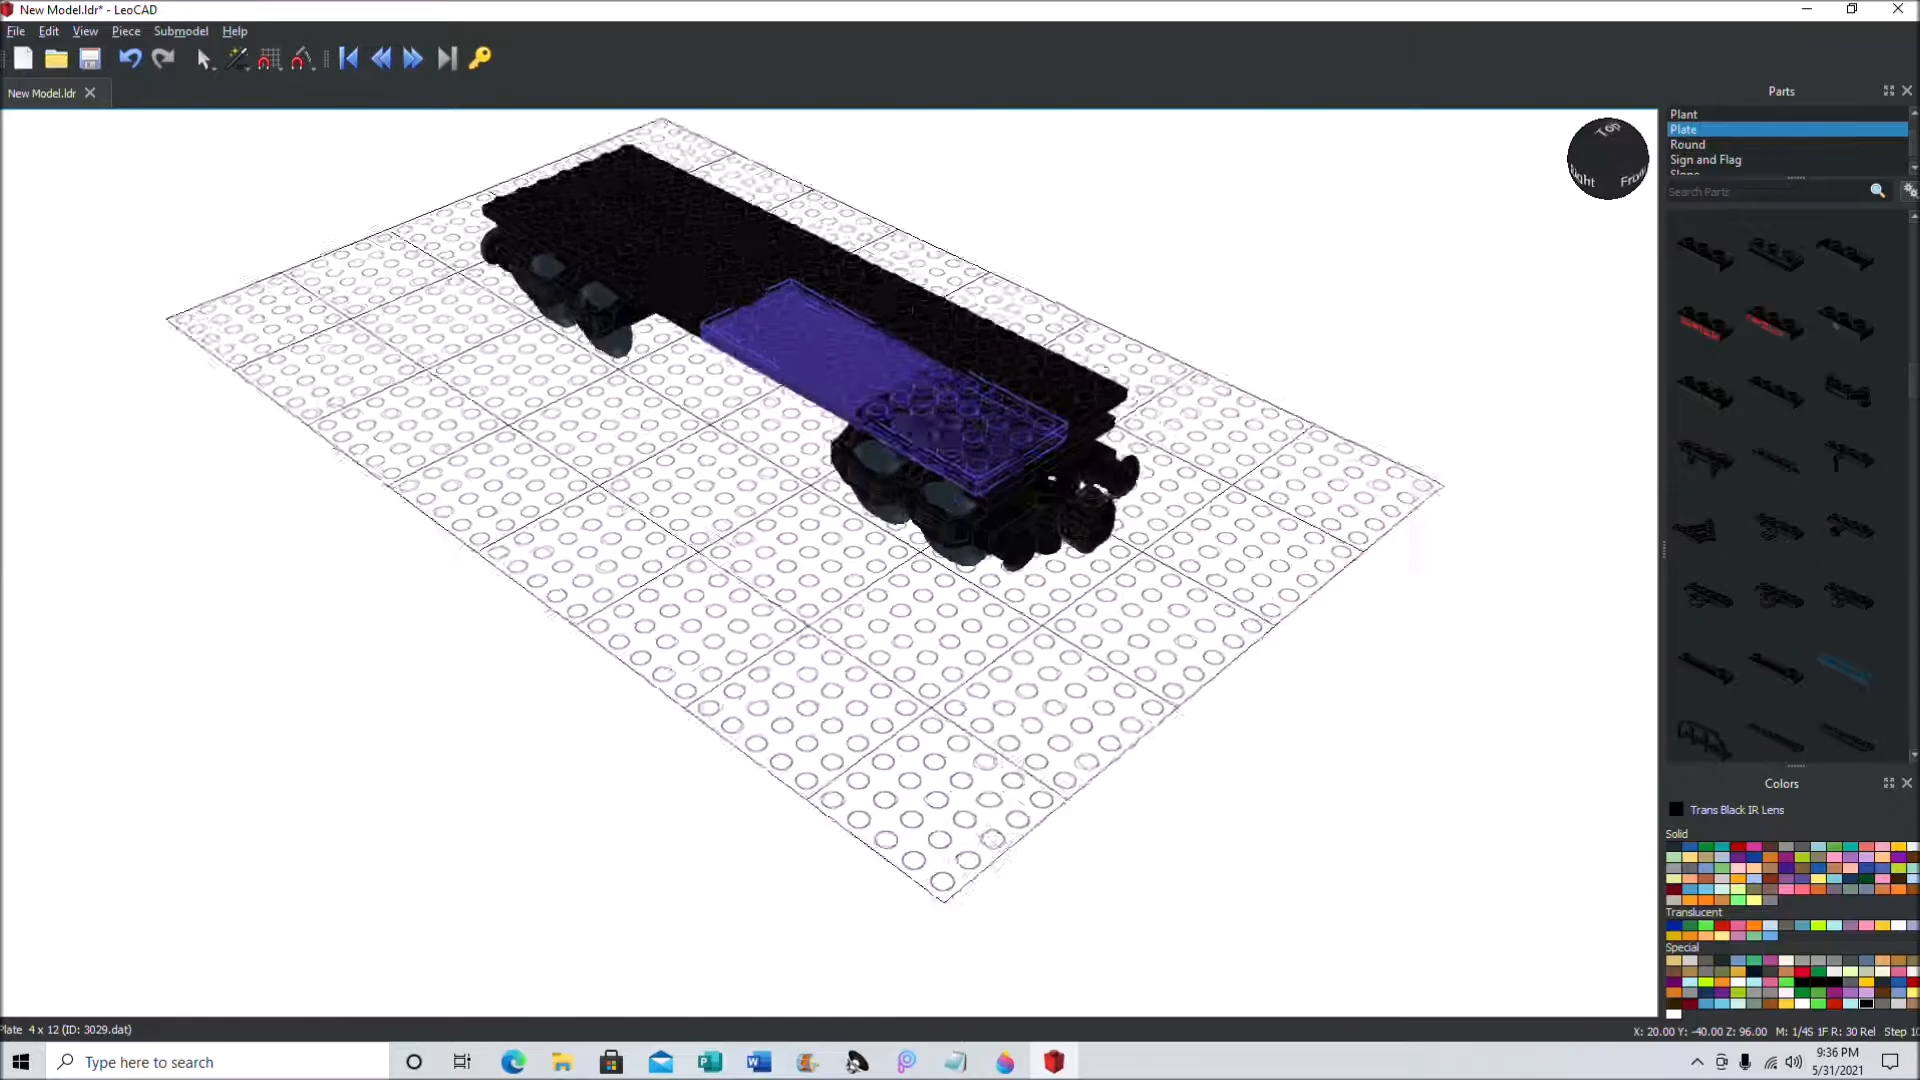 New Model.ldr* - LeoCAD
File Edit View Piece Submodel Help
New Model.ldr
Parts
Plant
Plate
Round
Sign and Flag
Search Parts
Top
Colors
Trans Black IR Lens
Solid
Translucent
Special
Plate 4 x 12 (ID: 3029.dat)
X: 20.00 Y: -40.00 Z: 96.00 M: 1/4S 1F R: 30 Rel Step
Type here to search
9:36 PM
5/31/2021